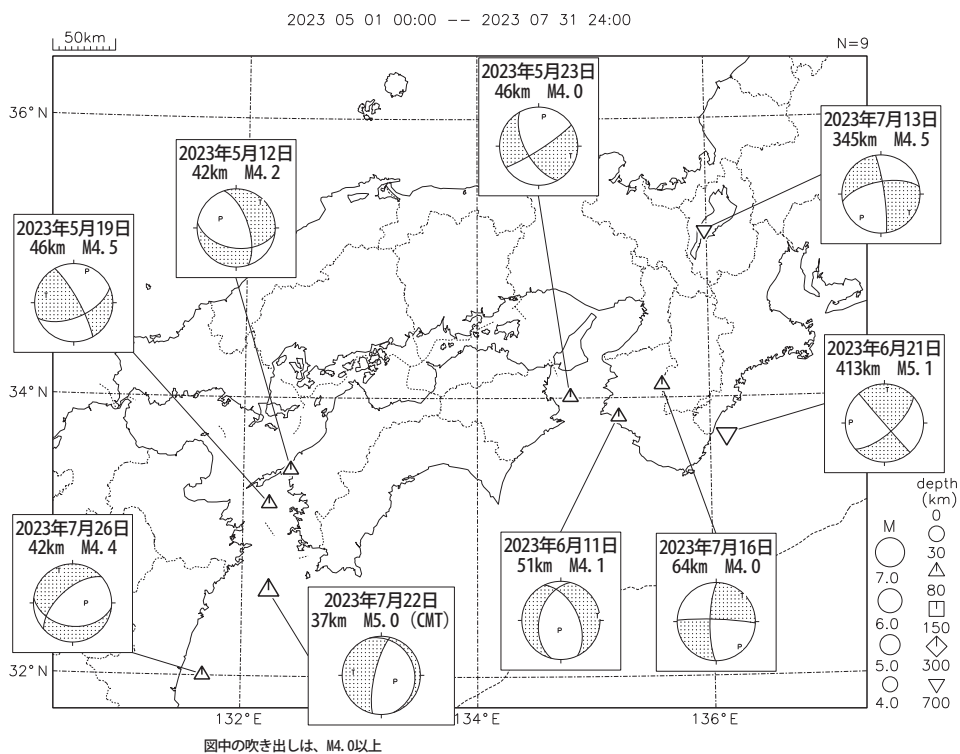 2023 05 01 00:00 -- 2023 07 31 24:00
50km
N=9
36°N
34°N
32°N
132°E
134°E
136°E
2023年5月23日
46km M4.0
P
T
2023年7月13日
345km M4.5
P
T
2023年5月12日
42km M4.2
P
T
2023年5月19日
46km M4.5
P
T
2023年6月21日
413km M5.1
P
T
2023年7月26日
42km M4.4
P
2023年7月22日
37km M5.0 (CMT)
P
T
2023年6月11日
51km M4.1
P
T
2023年7月16日
64km M4.0
P
T
M
7.0
6.0
5.0
4.0
depth
(km)
0
30
80
150
300
700
図中の吹き出しは、M4.0以上